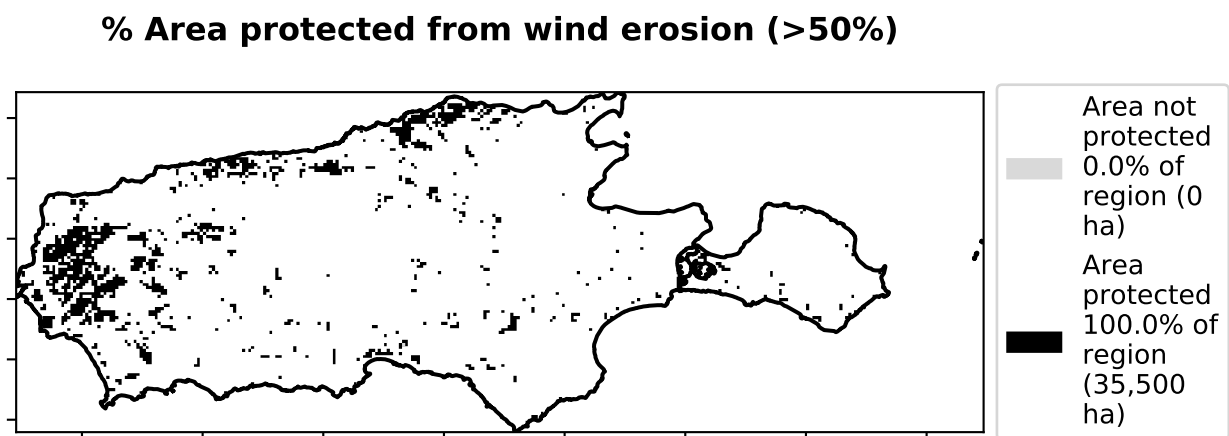 % Area protected from wind erosion (>50%)
Area not
protected
0.0% of
region (0
ha)
Area
protected
100.0% of
region
(35,500
ha)